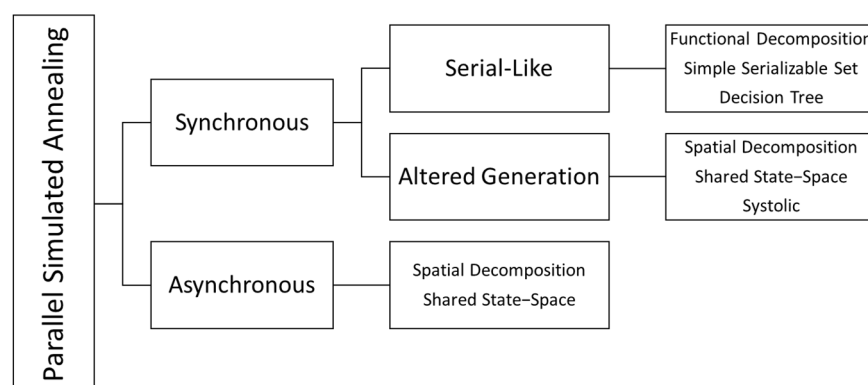 Parallel Simulated Annealing
Synchronous
Serial-Like
Functional Decomposition
Simple Serializable Set
Decision Tree
Altered Generation
Spatial Decomposition
Shared State−Space
Systolic
Asynchronous
Spatial Decomposition
Shared State−Space